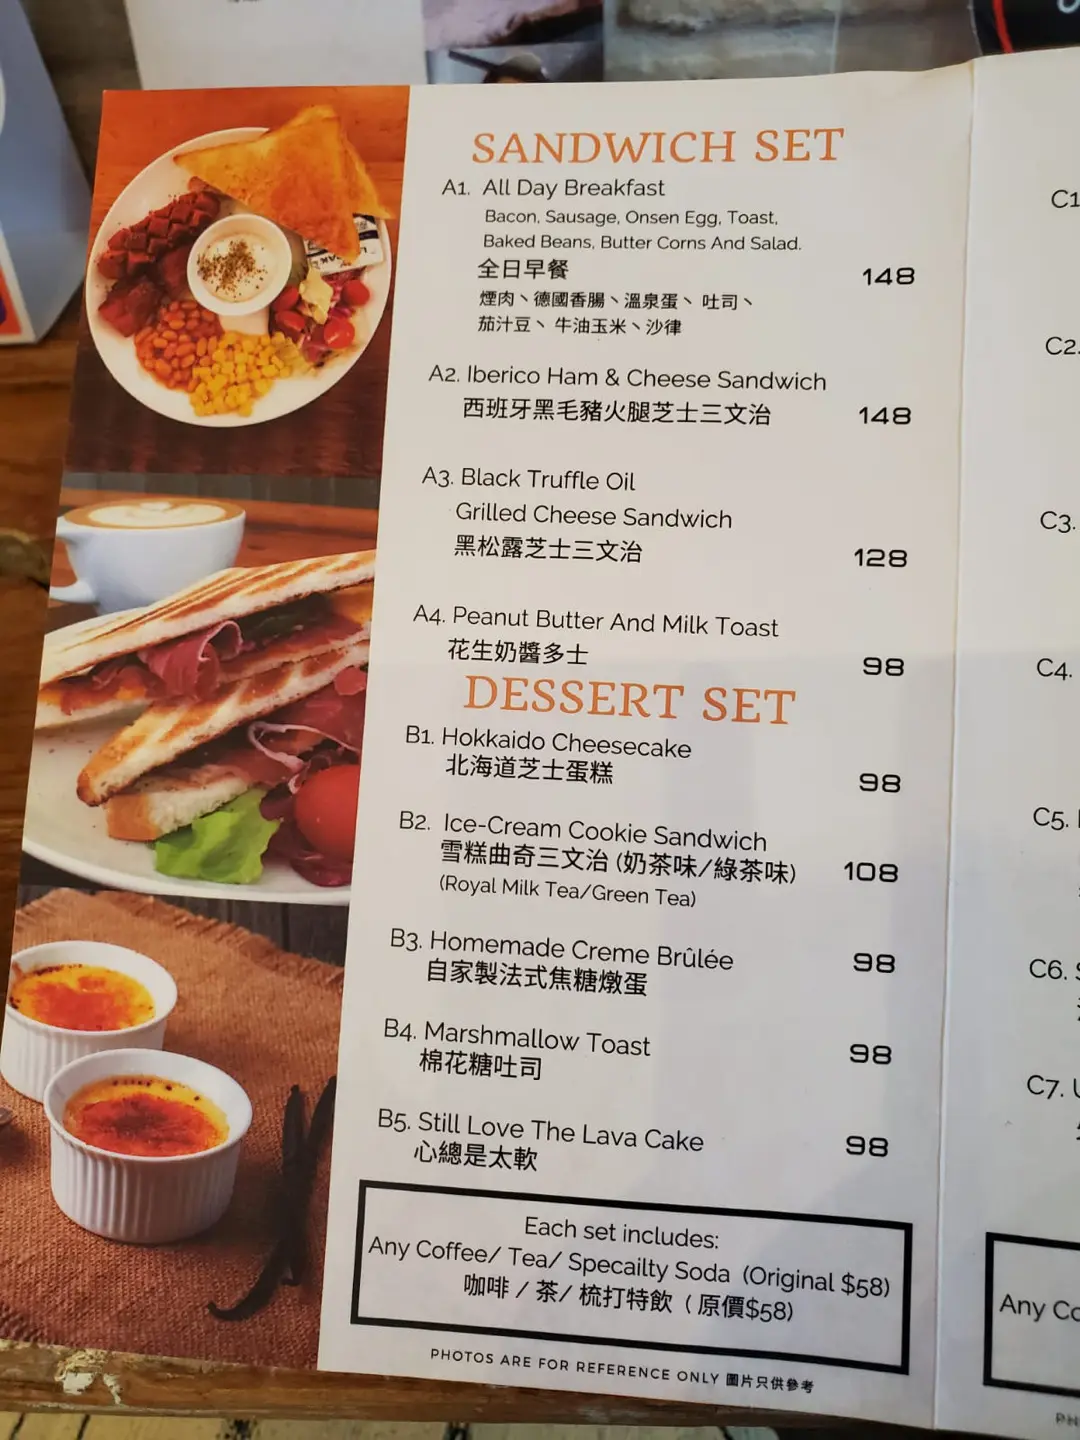 SANDWICH SET
A1. All Day Breakfast
Bacon, Sausage, Onsen Egg, Toast,
Baked Beans, Butter Corns And Salad.
全日早餐 148
煙肉、德國香腸、溫泉蛋、吐司、
茄汁豆、牛油玉米、沙律
A2. Iberico Ham & Cheese Sandwich
西班牙黑毛豬火腿芝士三文治 148
A3. Black Truffle Oil
Grilled Cheese Sandwich
黑松露芝士三文治 128
A4. Peanut Butter And Milk Toast
花生奶醬多士 98
DESSERT SET
B1. Hokkaido Cheesecake
北海道芝士蛋糕 98
B2. Ice-Cream Cookie Sandwich
雪糕曲奇三文治 (奶茶味/綠茶味) 108
(Royal Milk Tea/Green Tea)
B3. Homemade Creme Brûlée
自家製法式焦糖燉蛋 98
B4. Marshmallow Toast
棉花糖吐司 98
B5. Still Love The Lava Cake
心總是太軟 98
Each set includes:
Any Coffee/ Tea/ Specailty Soda (Original $58)
咖啡 / 茶/ 梳打特飲 ( 原價$58)
PHOTOS ARE FOR REFERENCE ONLY 圖片只供參考
C1
C2.
C3.
C4.
C5.
C6.
C7.
Any